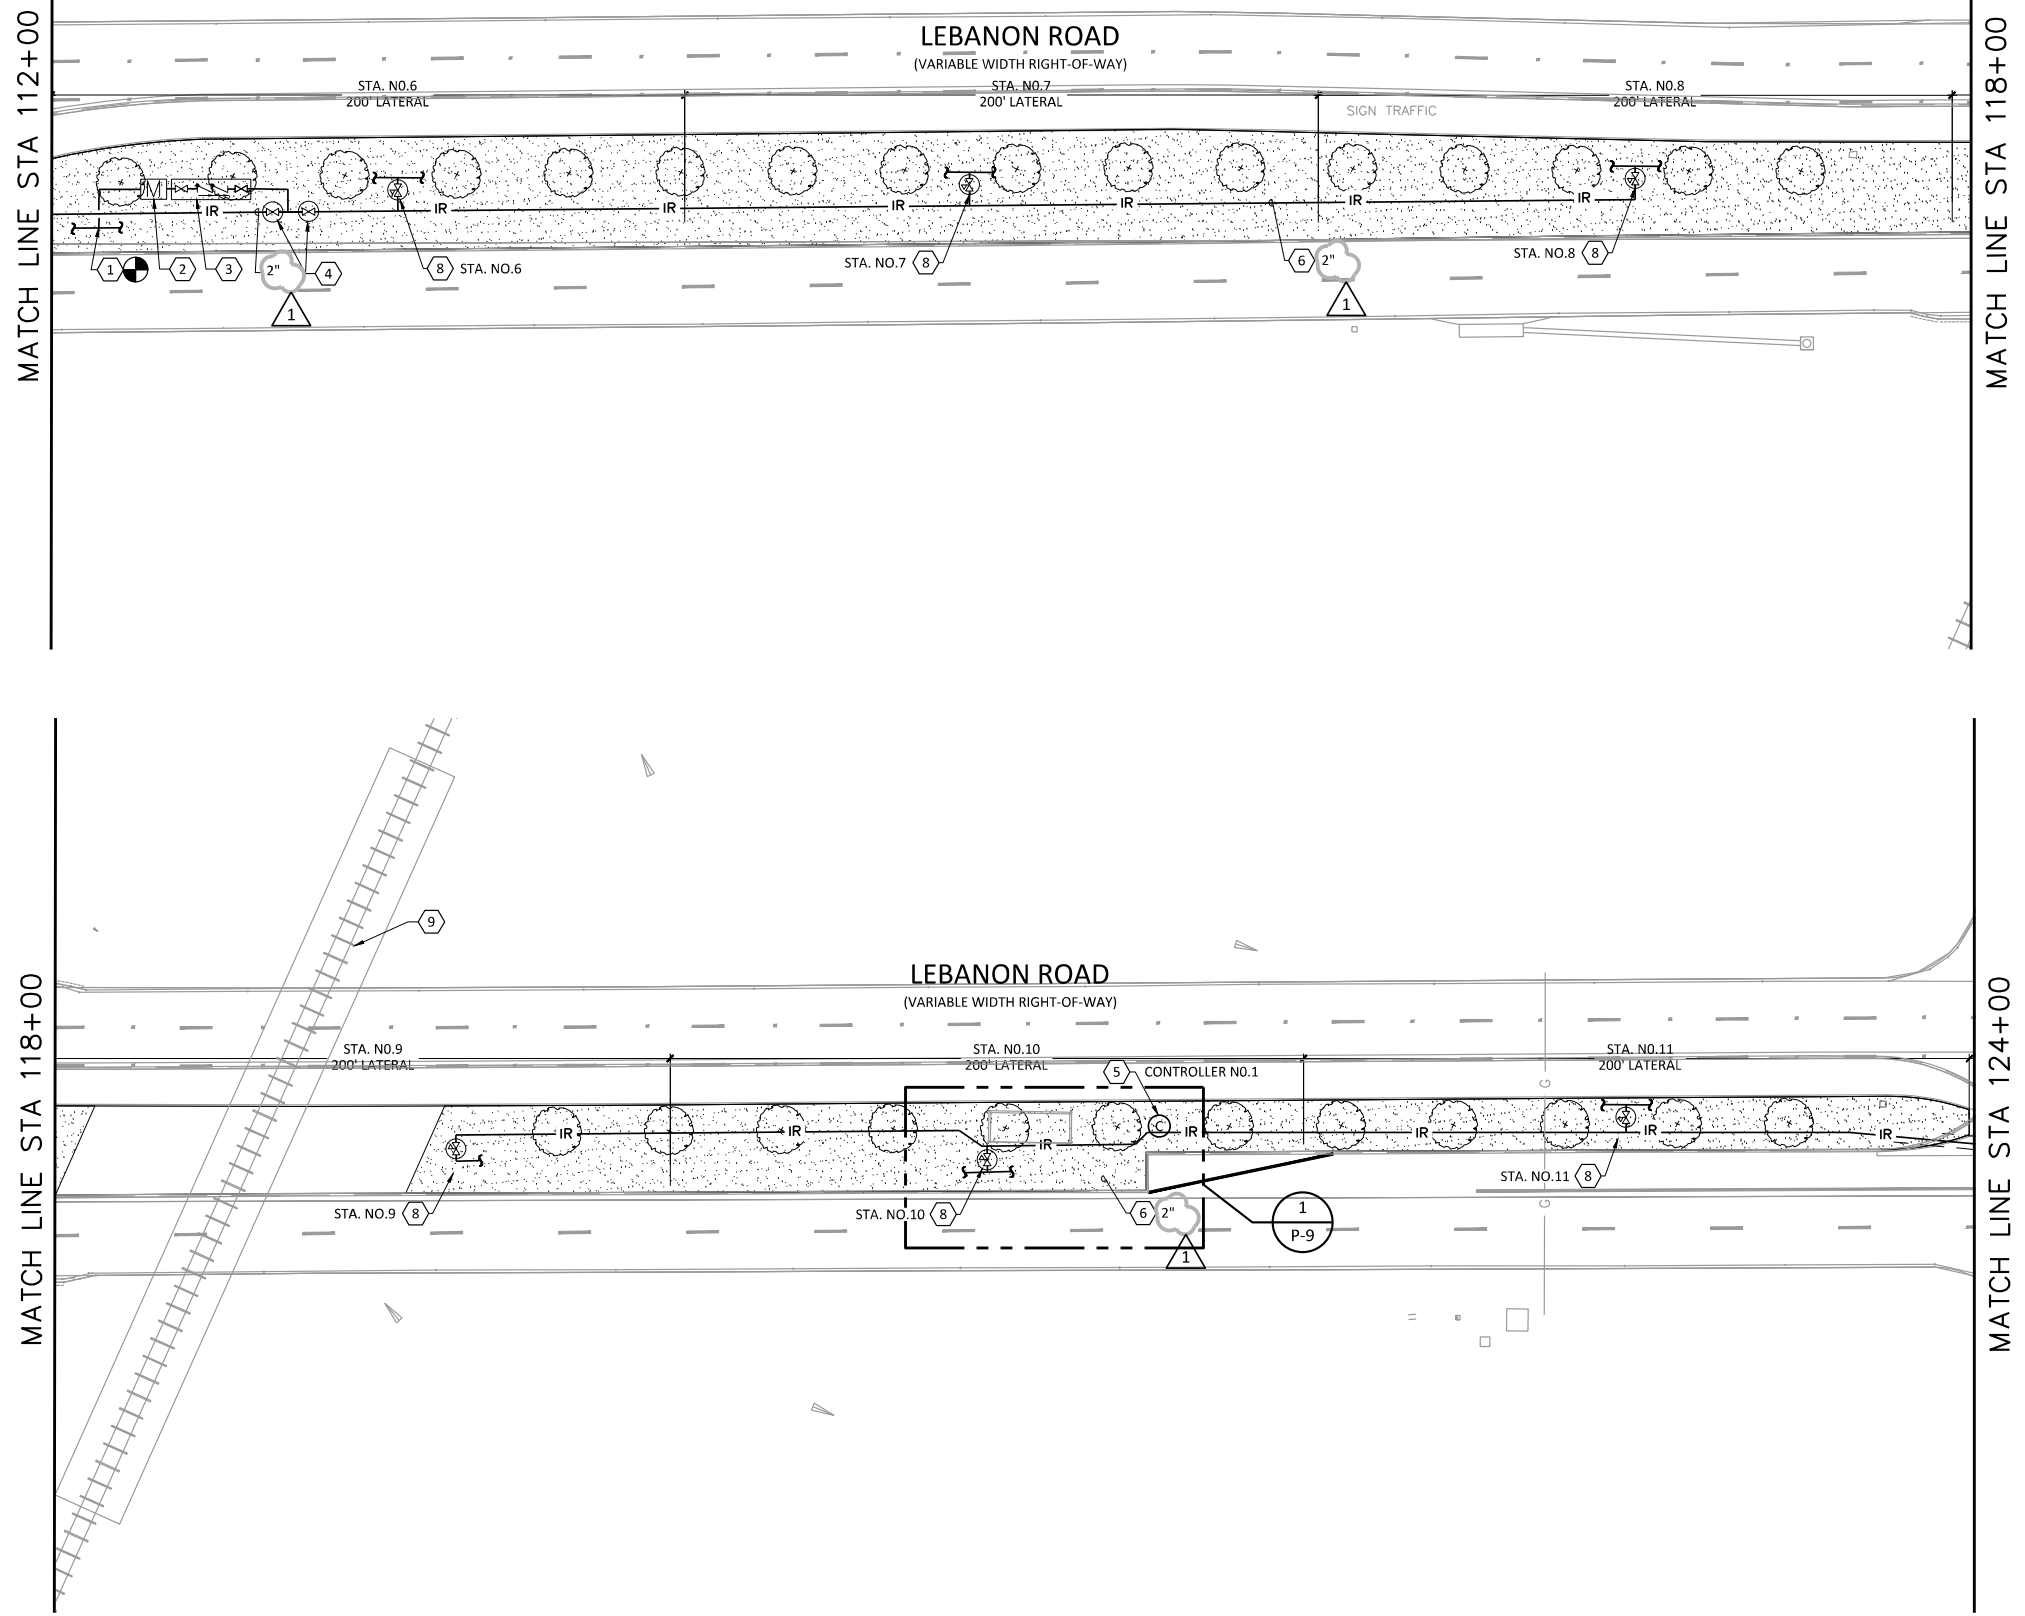 MATCH LINE STA 112+00
LEBANON ROAD
(VARIABLE WIDTH RIGHT-OF-WAY)
STA. N0.6
200' LATERAL
STA. N0.7
200' LATERAL
STA. N0.8
200' LATERAL
SIGN TRAFFIC
IR
IR
IR
IR
IR
IR
IR
1
2
3
2"
4
8 STA. NO.6
STA. NO.7 8
6 2"
STA. NO.8 8
1
1
MATCH LINE STA 118+00
MATCH LINE STA 118+00
9
LEBANON ROAD
(VARIABLE WIDTH RIGHT-OF-WAY)
STA. N0.9
200' LATERAL
STA. N0.10
200' LATERAL
STA. N0.11
200' LATERAL
5 CONTROLLER N0.1
G
C
IR
IR
IR
IR
IR
IR
IR
STA. NO.9 8
STA. NO.10 8
6 2"
STA. NO.11 8
G
1
P-9
1
MATCH LINE STA 124+00